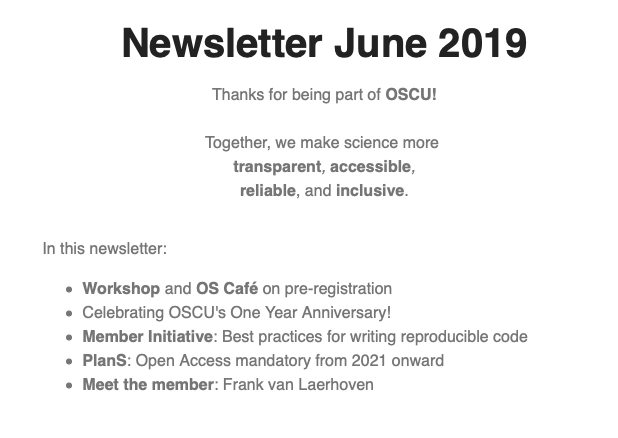 Newsletter June 2019
Thanks for being part of OSCU!
Together, we make science more
transparent, accessible,
reliable, and inclusive.
In this newsletter:
• Workshop and OS Café on pre-registration
• Celebrating OSCU's One Year Anniversary!
• Member Initiative: Best practices for writing reproducible code
• PlanS: Open Access mandatory from 2021 onward
• Meet the member: Frank van Laerhoven